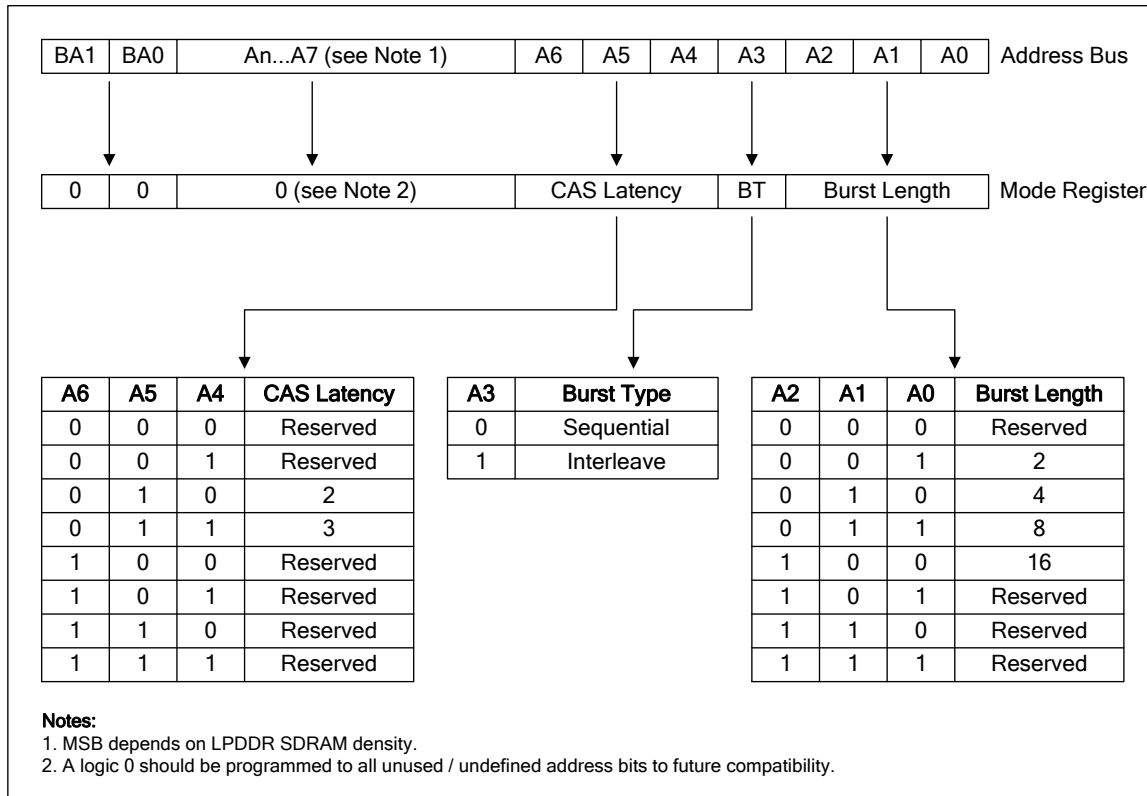 BA1 BA0 An...A7 (see Note 1) A6 A5 A4 A3 A2 A1 A0 Address Bus
0 0 0 (see Note 2) CAS Latency BT Burst Length Mode Register
A6 A5 A4 CAS Latency
0 0 0 Reserved
0 0 1 Reserved
0 1 0 2
0 1 1 3
1 0 0 Reserved
1 0 1 Reserved
1 1 0 Reserved
1 1 1 Reserved
A3 Burst Type
0 Sequential
1 Interleave
A2 A1 A0 Burst Length
0 0 0 Reserved
0 0 1 2
0 1 0 4
0 1 1 8
1 0 0 16
1 0 1 Reserved
1 1 0 Reserved
1 1 1 Reserved
Notes:
1. MSB depends on LPDDR SDRAM density.
2. A logic 0 should be programmed to all unused / undefined address bits to future compatibility.